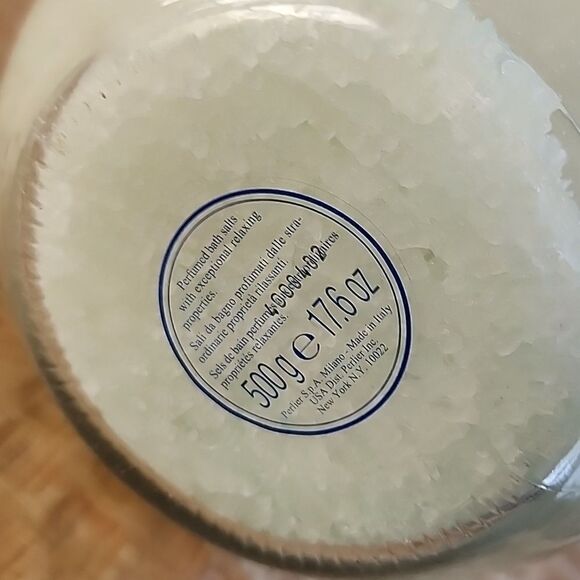 Perfumed bath salts
with exceptional relaxing
properties.
Sali da bagno profumati dalle stra-
ordinarie proprietà rilassanti.
Sels de bain
propriétés relaxantes.
500 g e 17.6 oz
Perlier S.p.A. Milano - Made in Italy
USA Dist. Perlier Inc.
New York N.Y. 10022